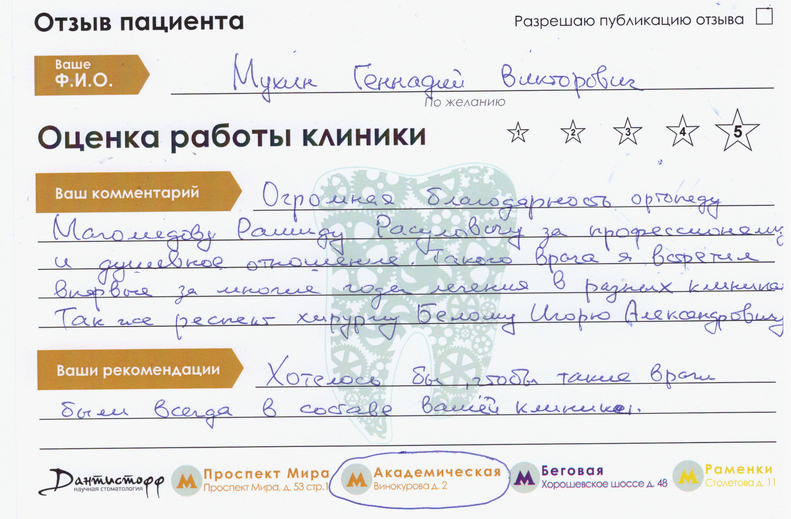 Отзыв пациента
Разрешаю публикацию отзыва
Ваше
Ф.И.О.
Мухин Геннадий Викторович
По желанию
Оценка работы клиники
1 2 3 4 5
Ваш комментарий
Огромная благодарность ортопеду
Магомедову Рашиду Расуловичу за профессионализм
и душевное отношение. Такого врача я встретил
впервые за многие года лечения в разных клиниках
Так же респект хирургу Белому Игорю Александровичу
Ваши рекомендации
Хотелось бы, чтобы такие врачи
были всегда в составе вашей клиники.
Дантистофф
научная стоматология
М Проспект Мира
Проспект Мира, д. 53 стр.1
М Академическая
Винокурова д. 2
М Беговая
Хорошевское шоссе д. 48
М Раменки
Столетова д. 11